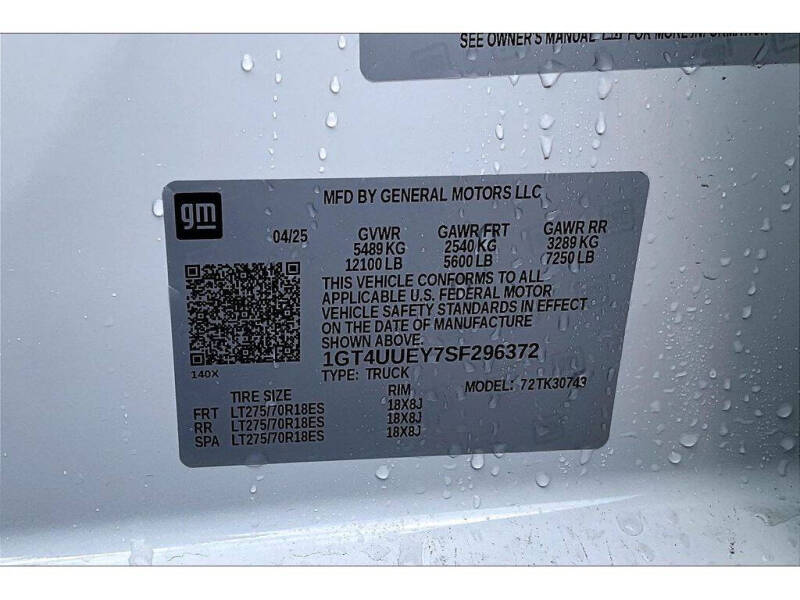 SEE OWNER'S MANUAL FOR MORE INFORMATION
gm
MFD BY GENERAL MOTORS LLC
04/25 GVWR GAWR FRT GAWR RR
5489 KG 2540 KG 3289 KG
12100 LB 5600 LB 7250 LB
THIS VEHICLE CONFORMS TO ALL
APPLICABLE U.S. FEDERAL MOTOR
VEHICLE SAFETY STANDARDS IN EFFECT
ON THE DATE OF MANUFACTURE
SHOWN ABOVE.
1GT4UUEY7SF296372
140X
TYPE: TRUCK MODEL: 72TK30743
TIRE SIZE RIM
FRT LT275/70R18ES 18X8J
RR LT275/70R18ES 18X8J
SPA LT275/70R18ES 18X8J